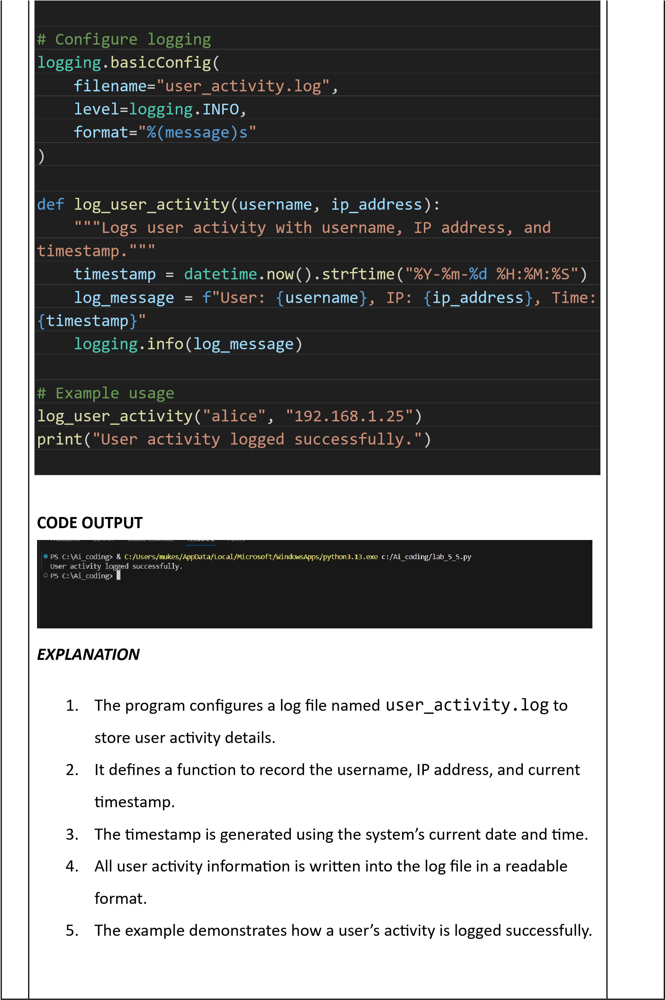 # Configure logging
logging.basicConfig(
    filename="user_activity.log",
    level=logging.INFO,
    format="%(message)s"
)
def log_user_activity(username, ip_address):
    """Logs user activity with username, IP address, and
timestamp."""
    timestamp = datetime.now().strftime("%Y-%m-%d %H:%M:%S")
    log_message = f"User: {username}, IP: {ip_address}, Time:
{timestamp}"
    logging.info(log_message)
# Example usage
log_user_activity("alice", "192.168.1.25")
print("User activity logged successfully.")
CODE OUTPUT
PROBLEMS OUTPUT DEBUG CONSOLE TERMINAL PORTS
PS C:\Ai_coding> & C:/Users/mukes/AppData/Local/Microsoft/WindowsApps/python3.13.exe c:/Ai_coding/lab_5_5.py
User activity logged successfully.
PS C:\Ai_coding>
EXPLANATION
1. The program configures a log file named user_activity.log to
store user activity details.
2. It defines a function to record the username, IP address, and current
timestamp.
3. The timestamp is generated using the system’s current date and time.
4. All user activity information is written into the log file in a readable
format.
5. The example demonstrates how a user’s activity is logged successfully.